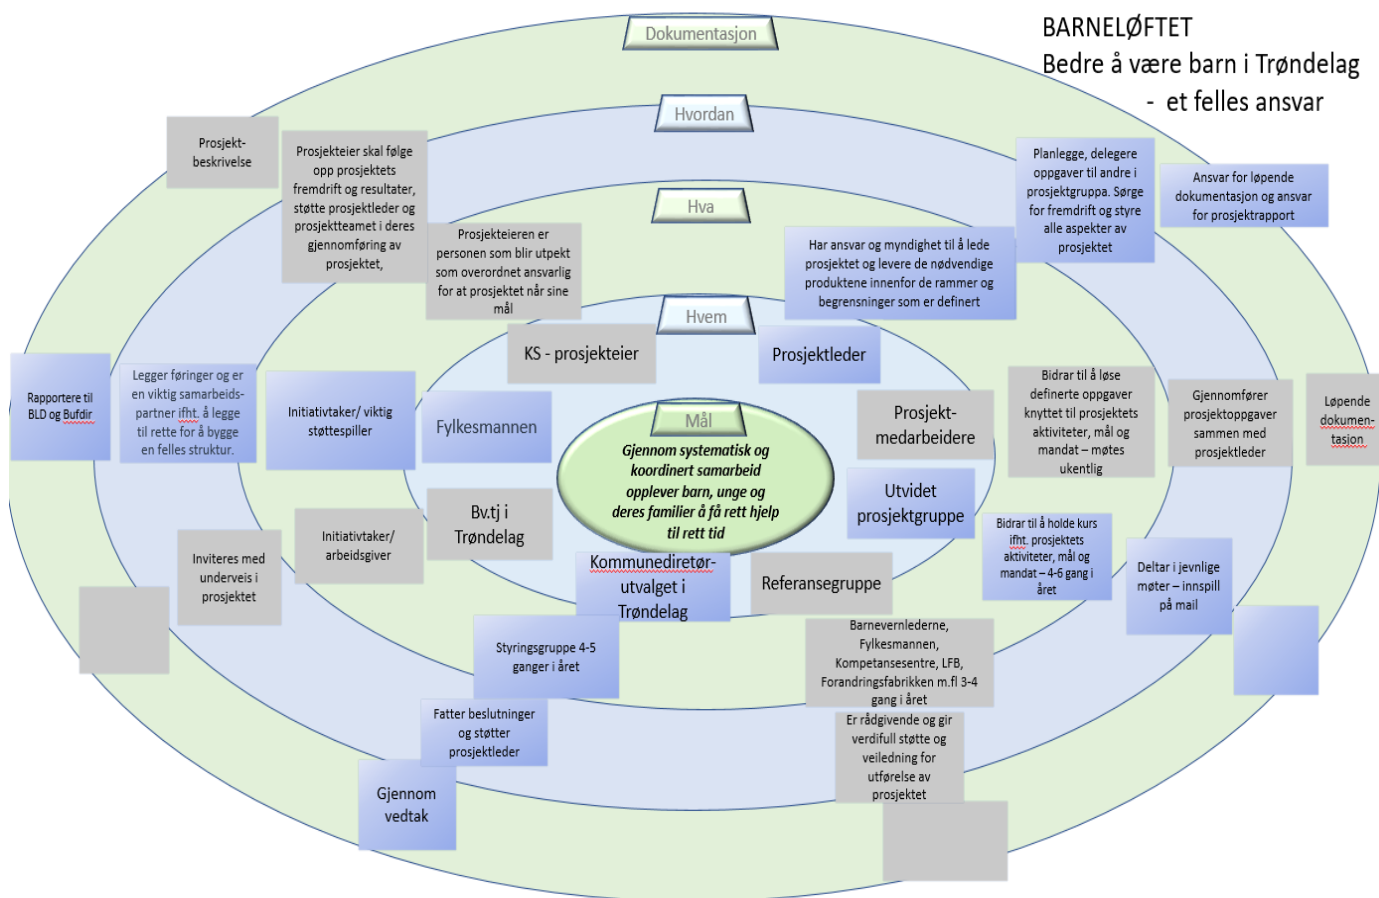 BARNELØFTET
Bedre å være barn i Trøndelag
- et felles ansvar
Dokumentasjon
Hvordan
Hva
Hvem
Mål
Gjennom systematisk og
koordinert samarbeid
opplever barn, unge og
deres familier å få rett hjelp
til rett tid
Prosjekt-
beskrivelse
Prosjekteier skal følge
opp prosjektets
fremdrift og resultater,
støtte prosjektleder og
prosjektteamet i deres
gjennomføring av
prosjektet,
Prosjekteieren er
personen som blir utpekt
som overordnet ansvarlig
for at prosjektet når sine
mål
KS - prosjekteier
Prosjektleder
Har ansvar og myndighet til å lede
prosjektet og levere de nødvendige
produktene innenfor de rammer og
begrensninger som er definert
Planlegge, delegere
oppgaver til andre i
prosjektgruppa. Sørge
for fremdrift og styre
alle aspekter av
prosjektet
Ansvar for løpende
dokumentasjon og ansvar
for projektrapport
Rapportere til
BLD og Bufdir
Legger føringer og er
en viktig samarbeids-
partner ifht. å legge
til rette for å bygge
en felles struktur.
Initiativtaker/ viktig
støttespiller
Fylkesmannen
Prosjekt-
medarbeidere
Bidrar til å løse
definerte oppgaver
knyttet til prosjektets
aktiviteter, mål og
mandat – møtes
ukentlig
Gjennomfører
prosjektoppgaver
sammen med
prosjektleder
Løpende
dokumen-
tasjon
Inviteres med
underveis i
prosjektet
Initiativtaker/
arbeidsgiver
Bv.tj i
Trøndelag
Utvidet
prosjektgruppe
Bidrar til å holde kurs
ifht. prosjektets
aktiviteter, mål og
mandat – 4-6 gang i
året
Deltar i jevnlige
møter – innspill
på mail
Kommunediretør-
utvalget i
Trøndelag
Styringsgruppe 4-5
ganger i året
Fatter beslutninger
og støtter
prosjektleder
Gjennom
vedtak
Referansegruppe
Barnevernlederne,
Fylkesmannen,
Kompetansesentre, LFB,
Forandringsfabrikken m.fl 3-4
gang i året
Er rådgivende og gir
verdifull støtte og
veiledning for
utførelse av
prosjektet